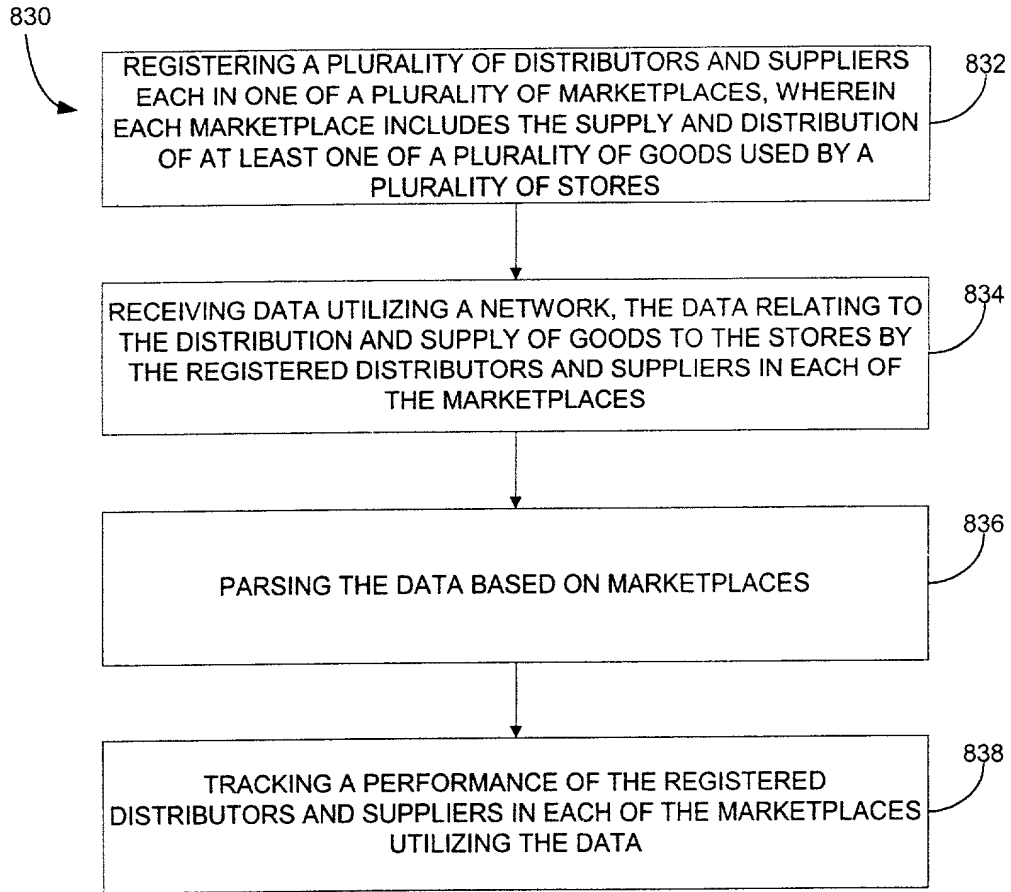 830
REGISTERING A PLURALITY OF DISTRIBUTORS AND SUPPLIERS
EACH IN ONE OF A PLURALITY OF MARKETPLACES, WHEREIN
EACH MARKETPLACE INCLUDES THE SUPPLY AND DISTRIBUTION
OF AT LEAST ONE OF A PLURALITY OF GOODS USED BY A
PLURALITY OF STORES
832
RECEIVING DATA UTILIZING A NETWORK, THE DATA RELATING TO
THE DISTRIBUTION AND SUPPLY OF GOODS TO THE STORES BY
THE REGISTERED DISTRIBUTORS AND SUPPLIERS IN EACH OF
THE MARKETPLACES
834
PARSING THE DATA BASED ON MARKETPLACES
836
TRACKING A PERFORMANCE OF THE REGISTERED
DISTRIBUTORS AND SUPPLIERS IN EACH OF THE MARKETPLACES
UTILIZING THE DATA
838